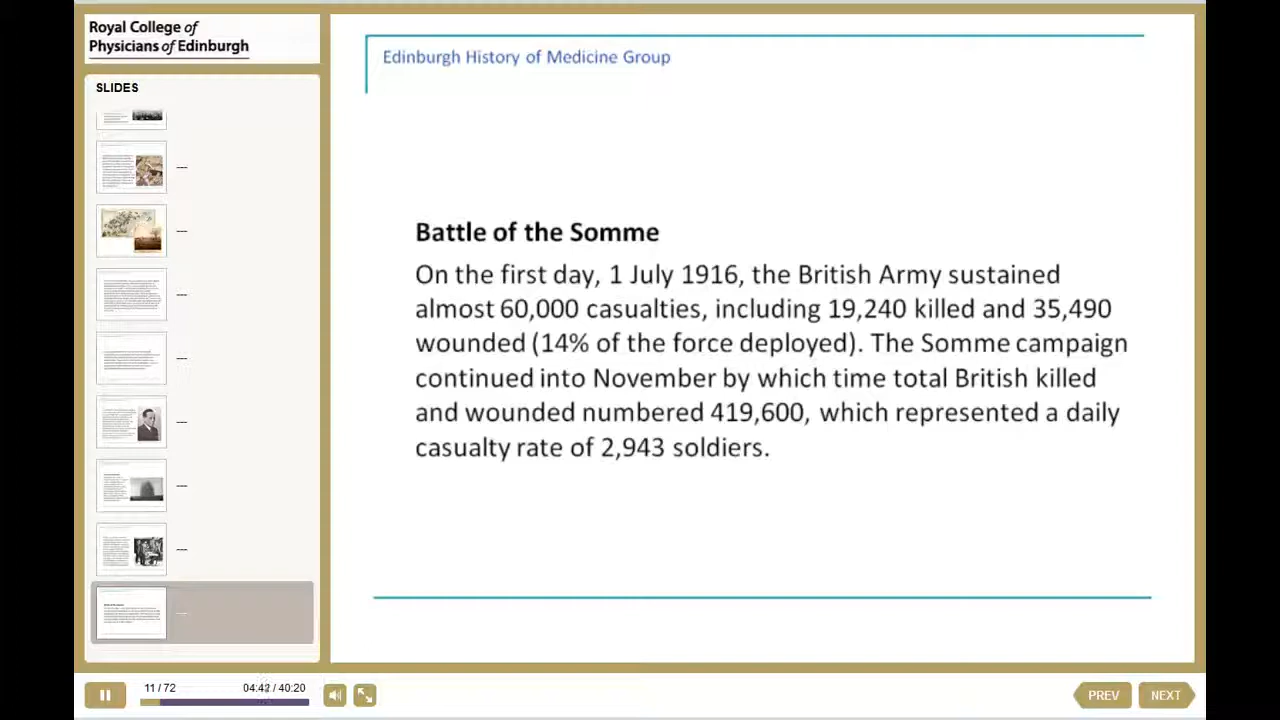 Royal College of
Physicians of Edinburgh
SLIDES
Edinburgh History of Medicine Group
Battle of the Somme
On the first day, 1 July 1916, the British Army sustained
almost 60,000 casualties, including 19,240 killed and 35,490
wounded (14% of the force deployed). The Somme campaign
continued into November by which time total British killed
and wounded numbered 419,600, which represented a daily
casualty rate of 2,943 soldiers.
11 / 72
04:42 / 40:20
PREV
NEXT